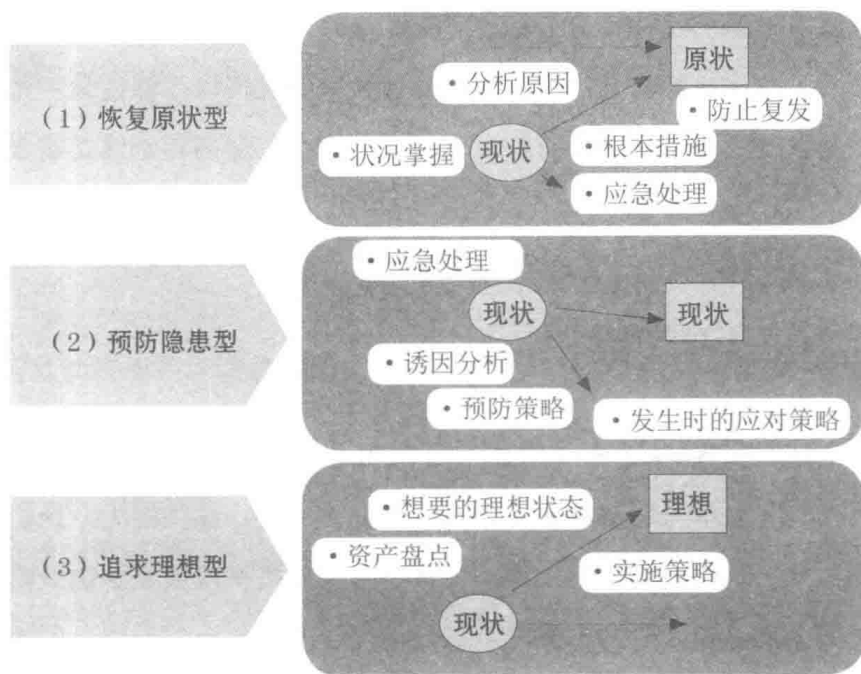 (1)恢复原状型
原状
• 分析原因
• 防止复发
• 状况掌握
现状
• 根本措施
• 应急处理
(2)预防隐患型
• 应急处理
现状
现状
• 诱因分析
• 预防策略
• 发生时的应对策略
(3)追求理想型
• 想要的理想状态
理想
• 资产盘点
• 实施策略
现状